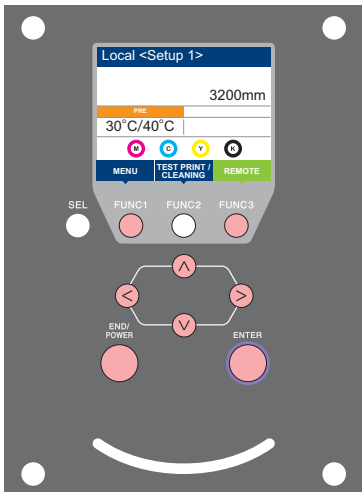 Local <Setup 1>
3200mm
PRE
30˚C/40˚C
M C Y K
MENU
TEST PRINT /
CLEANING
REMOTE
SEL FUNC1 FUNC2 FUNC3
END/
POWER
ENTER